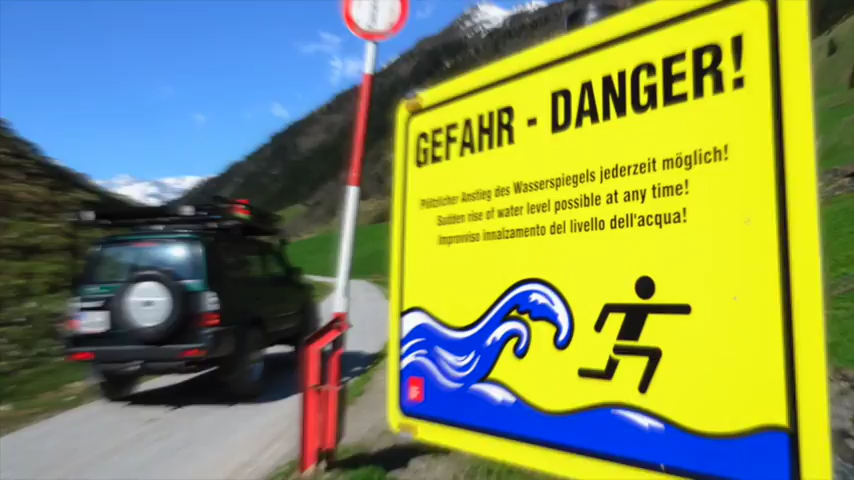 GEFAHR - DANGER!
Plötzlicher Anstieg des Wasserspiegels jederzeit möglich!
Sudden rise of water level possible at any time!
Improvviso innalzamento del livello dell'acqua!